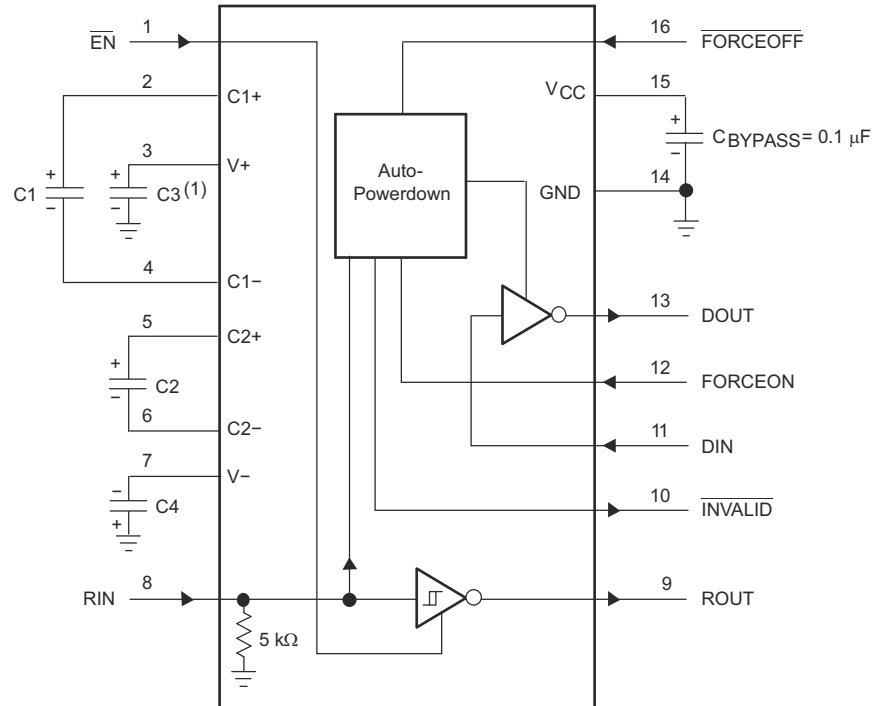 EN 1
2 C1+
3 V+
C1 + −
+ − C3 (1)
4 C1−
5 C2+
+ − C2
6 C2−
7 V−
− + C4
RIN 8
5 kΩ
Auto-
Powerdown
16 FORCEOFF
VCC 15
+ − CBYPASS = 0.1 µF
GND 14
13 DOUT
12 FORCEON
11 DIN
10 INVALID
9 ROUT